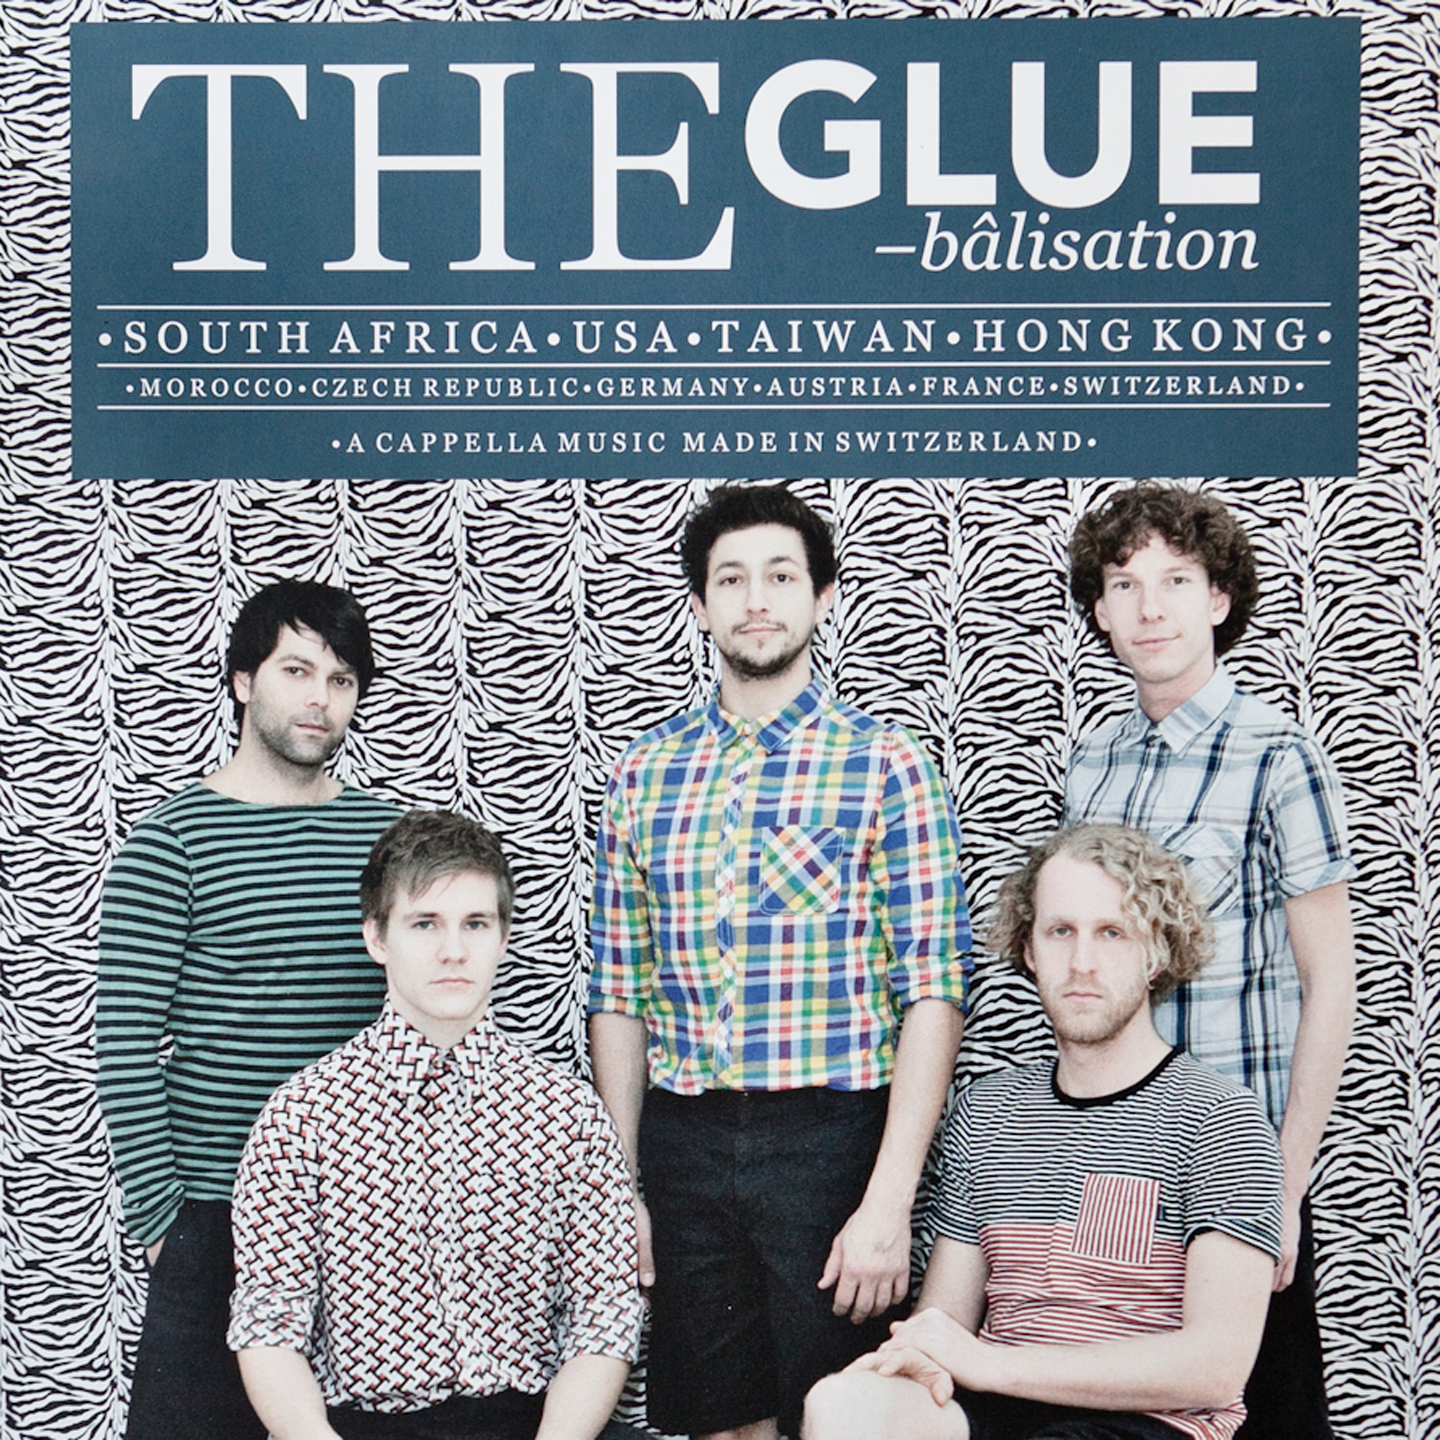 THE GLUE
–bâlisation
•SOUTH AFRICA•USA•TAIWAN•HONG KONG•
•MOROCCO•CZECH REPUBLIC•GERMANY•AUSTRIA•FRANCE•SWITZERLAND•
•A CAPPELLA MUSIC MADE IN SWITZERLAND•